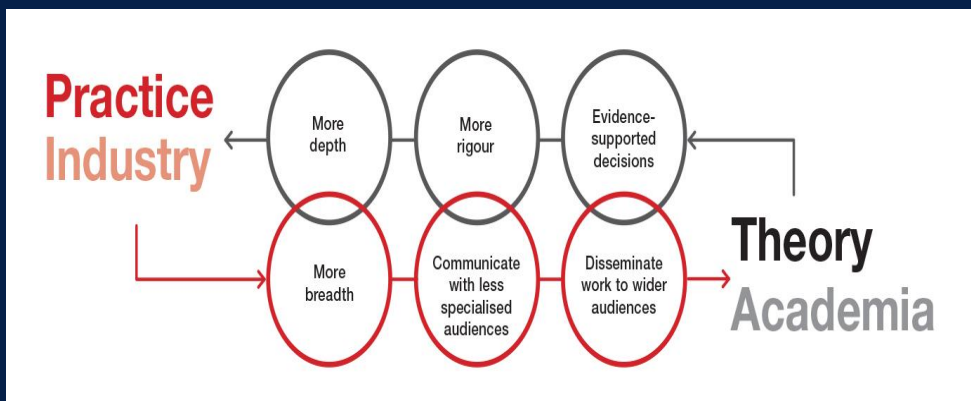 Practice
Industry
More
depth
More
rigour
Evidence-
supported
decisions
More
breadth
Communicate
with less
specialised
audiences
Disseminate
work to wider
audiences
Theory
Academia